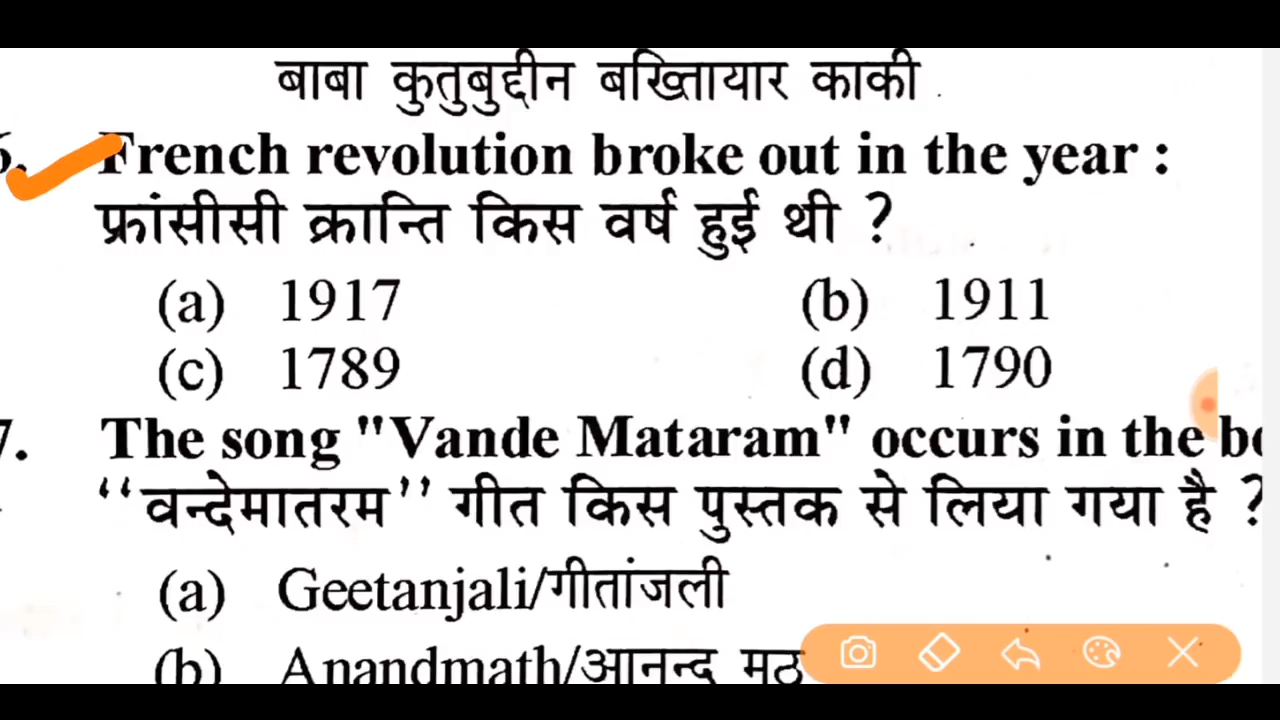 बाबा कुतुबुद्दीन बख्तियार काकी
French revolution broke out in the year :
फ्रांसीसी क्रान्ति किस वर्ष हुई थी ?
(a) 1917 (b) 1911
(c) 1789 (d) 1790
7. The song "Vande Mataram" occurs in the
‘‘वन्देमातरम’’ गीत किस पुस्तक से लिया गया है ?
(a) Geetanjali/गीतांजली
(b) Anandmath/आनन्द मठ